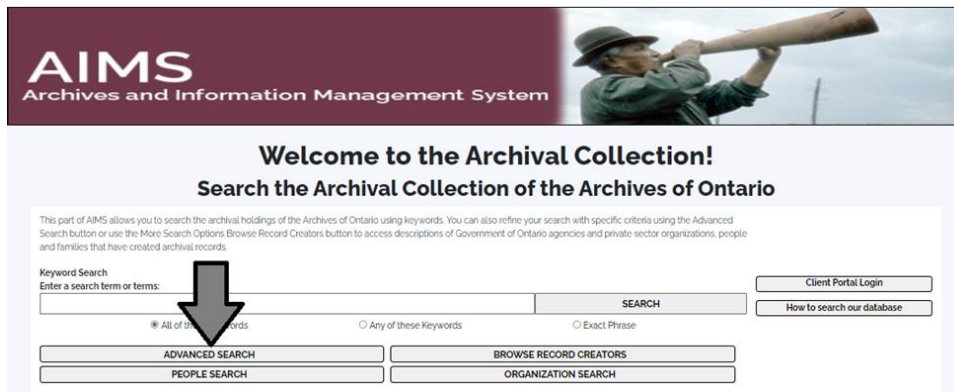 AIMS
Archives and Information Management System
Welcome to the Archival Collection!
Search the Archival Collection of the Archives of Ontario
This part of AIMS allows you to search the archival holdings of the Archives of Ontario using keywords. You can also refine your search with specific criteria using the Advanced
Search button or use the More Search Options Browse Record Creators button to access descriptions of Government of Ontario agencies and private sector organizations, people
and families that have created archival records.
Keyword Search
Enter a search term or terms:
SEARCH
All of th ords
Any of these Keywords
Exact Phrase
ADVANCED SEARCH
BROWSE RECORD CREATORS
PEOPLE SEARCH
ORGANIZATION SEARCH
Client Portal Login
How to search our database